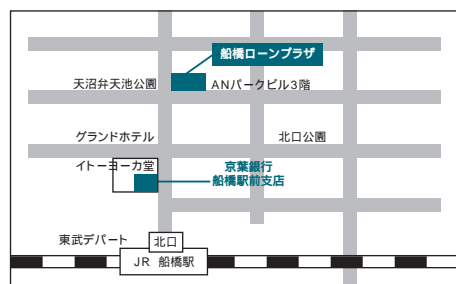 船橋ローンプラザ
天沼弁天池公園
ANパークビル3階
グランドホテル
北口公園
イトーヨーカ堂
京葉銀行
船橋駅前支店
東武デパート
北口
JR 船橋駅